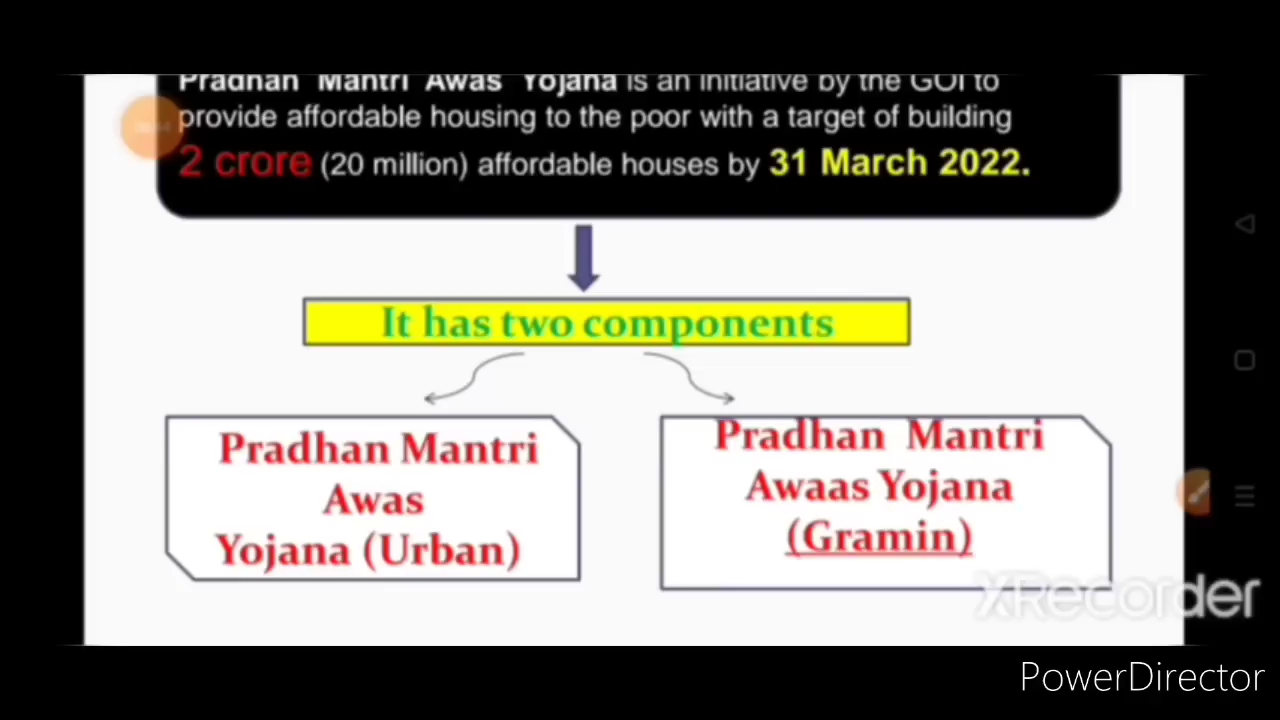 Pradhan Mantri Awas Yojana is an initiative by the GOI to
provide affordable housing to the poor with a target of building
2 crore (20 million) affordable houses by 31 March 2022.
It has two components
Pradhan Mantri
Awas
Yojana (Urban)
Pradhan Mantri
Awaas Yojana
(Gramin)
XRecorder
PowerDirector